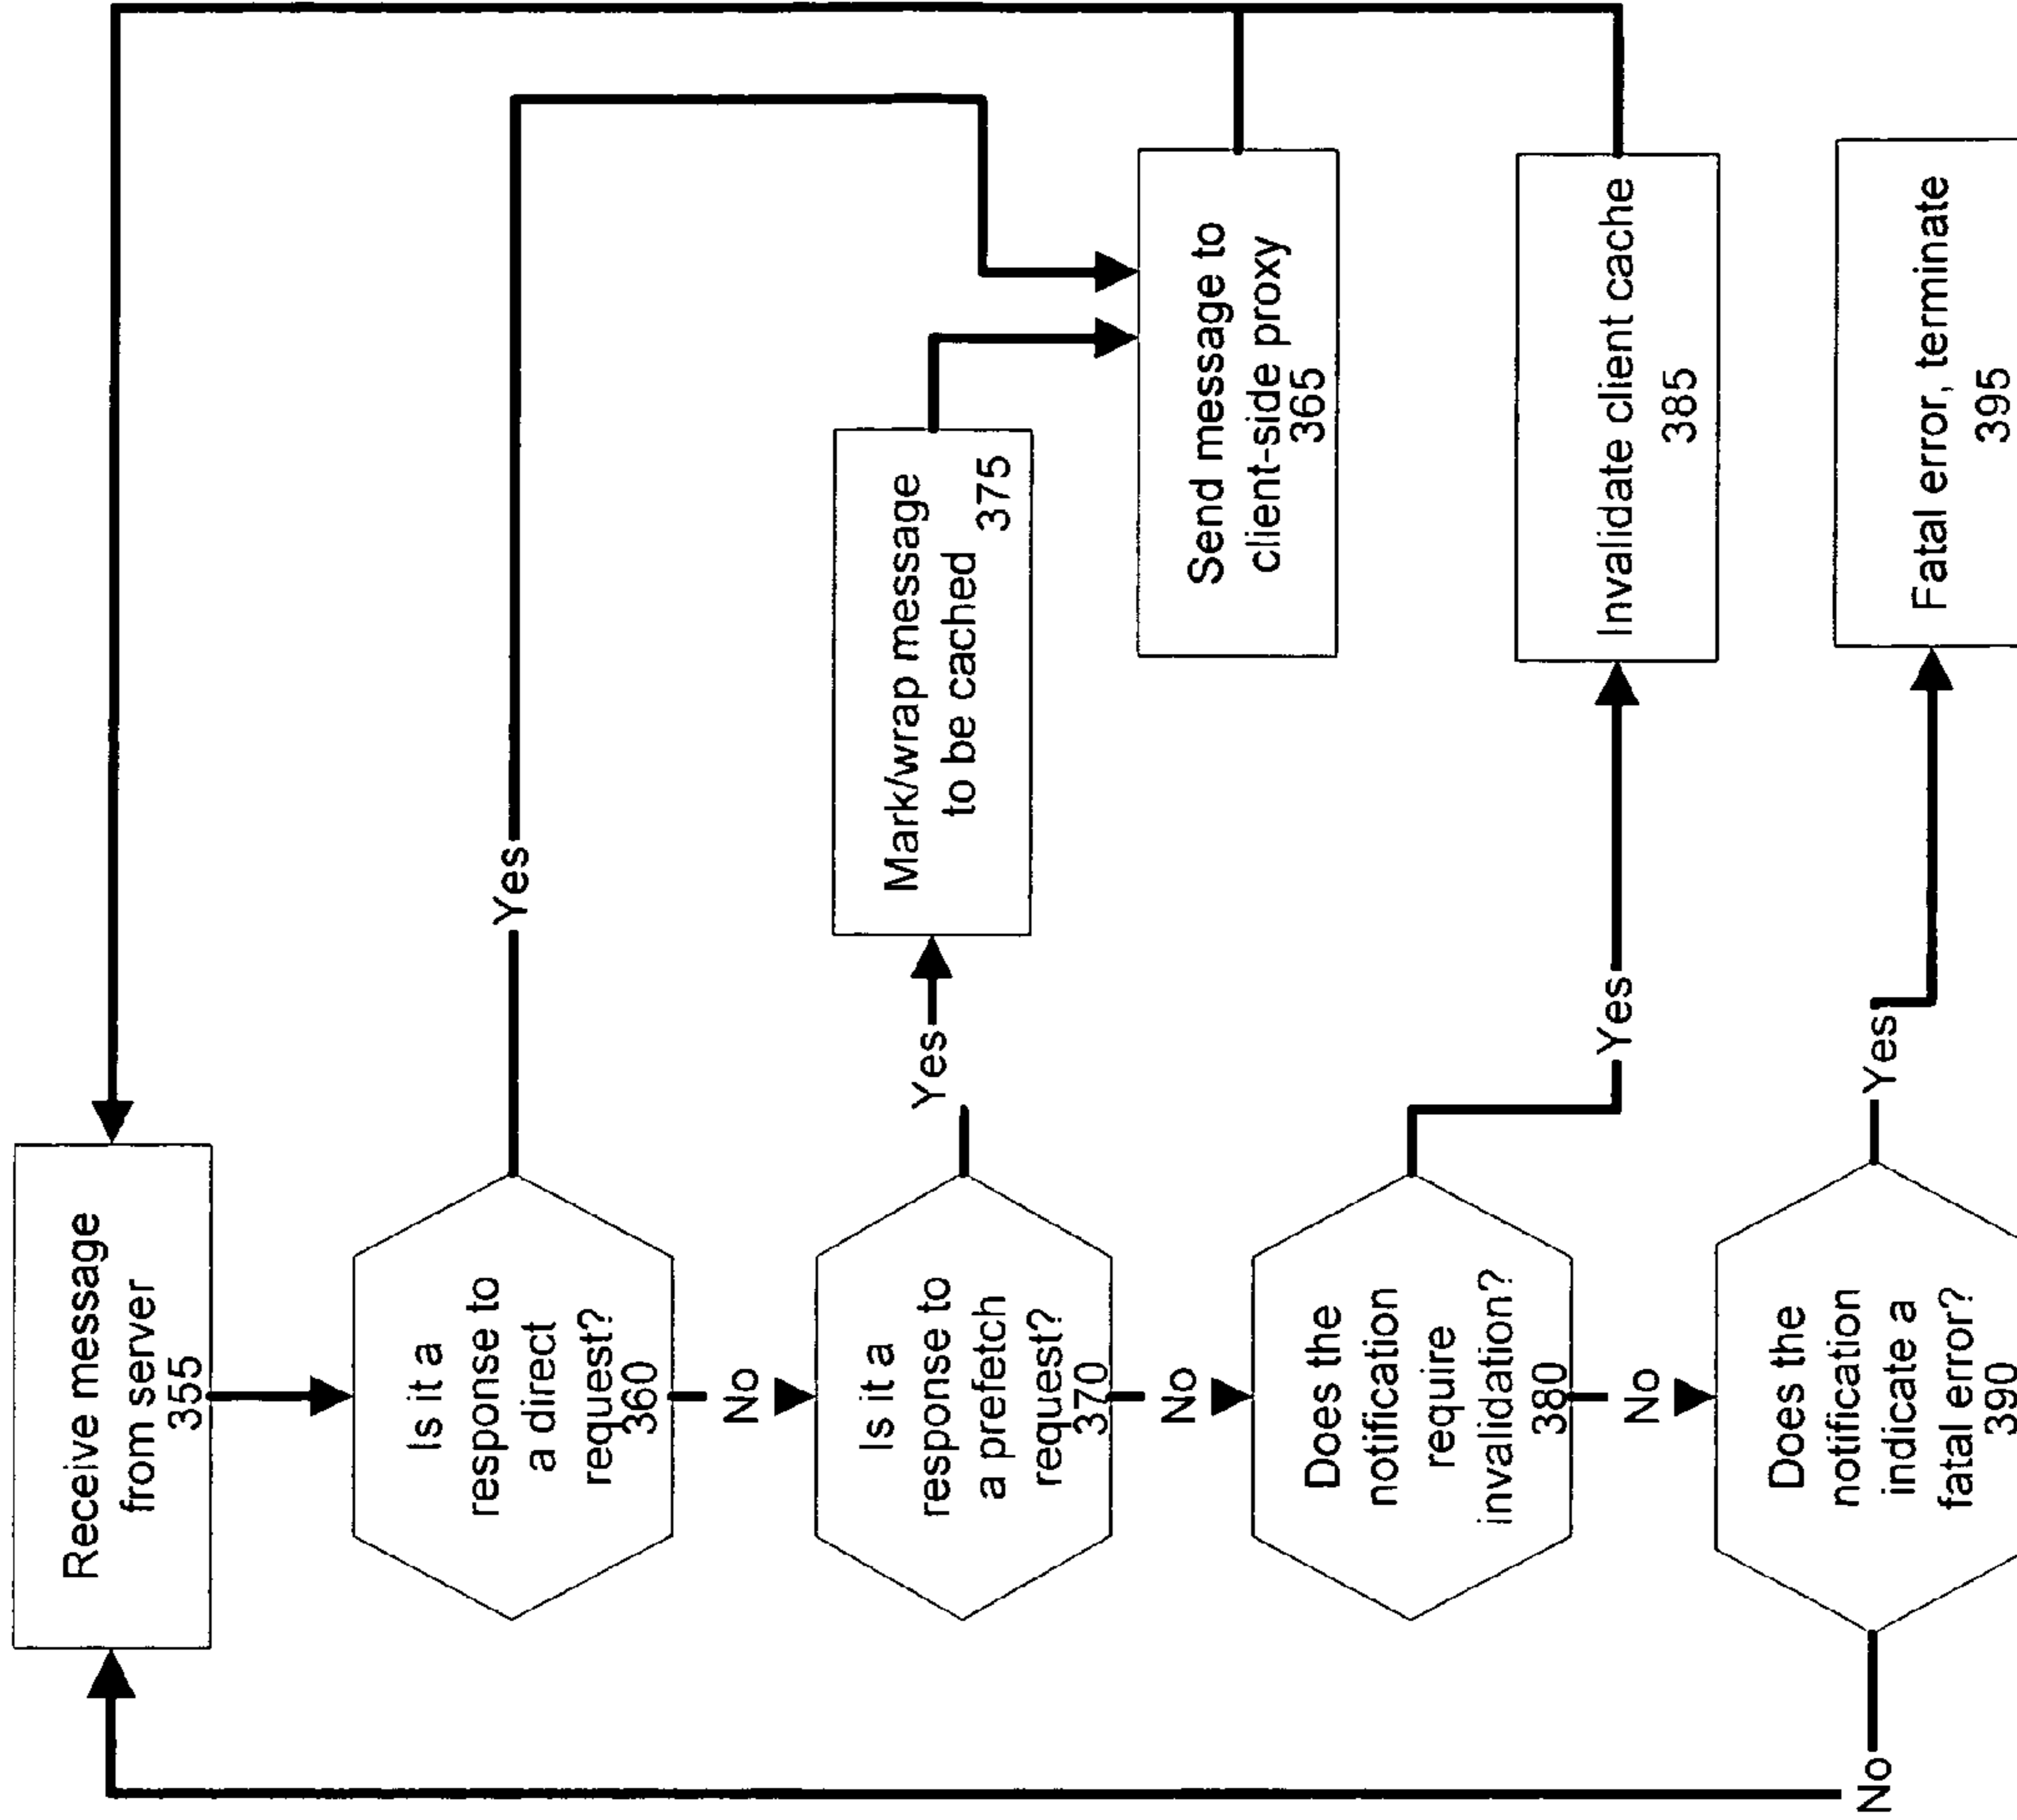 Receive message
from server
355
Is it a
response to
a direct
request?
360
Yes
No
Is it a
response to
a prefetch
request?
370
Yes
Mark/wrap message
to be cached
375
Send message to
client-side proxy
365
No
Does the
notification
require
invalidation?
380
Yes
Invalidate client cache
385
No
Does the
notification
indicate a
fatal error?
390
Yes
Fatal error, terminate
395
No